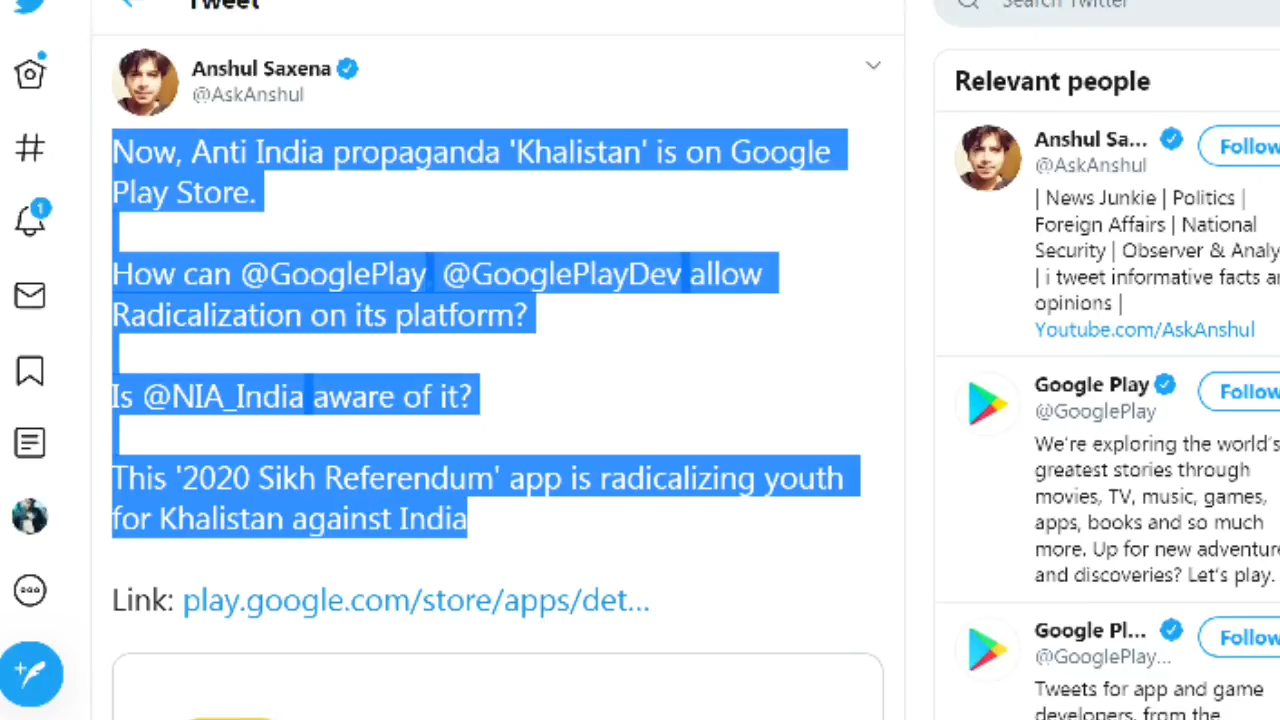 Tweet
Search Twitter
Anshul Saxena
@AskAnshul
Now, Anti India propaganda 'Khalistan' is on Google
Play Store.
How can @GooglePlay, @GooglePlayDev allow
Radicalization on its platform?
Is @NIA_India aware of it?
This '2020 Sikh Referendum' app is radicalizing youth
for Khalistan against India
Link: play.google.com/store/apps/det...
1
Relevant people
Anshul Sa...
@AskAnshul
Follow
| News Junkie | Politics |
Foreign Affairs | National
Security | Observer & Analy
| i tweet informative facts an
opinions |
Youtube.com/AskAnshul
Google Play
@GooglePlay
Follow
We're exploring the world's
greatest stories through
movies, TV, music, games,
apps, books and so much
more. Up for new adventure
and discoveries? Let's play.
Google Pl...
@GooglePlay...
Follow
Tweets for app and game
developers, from the